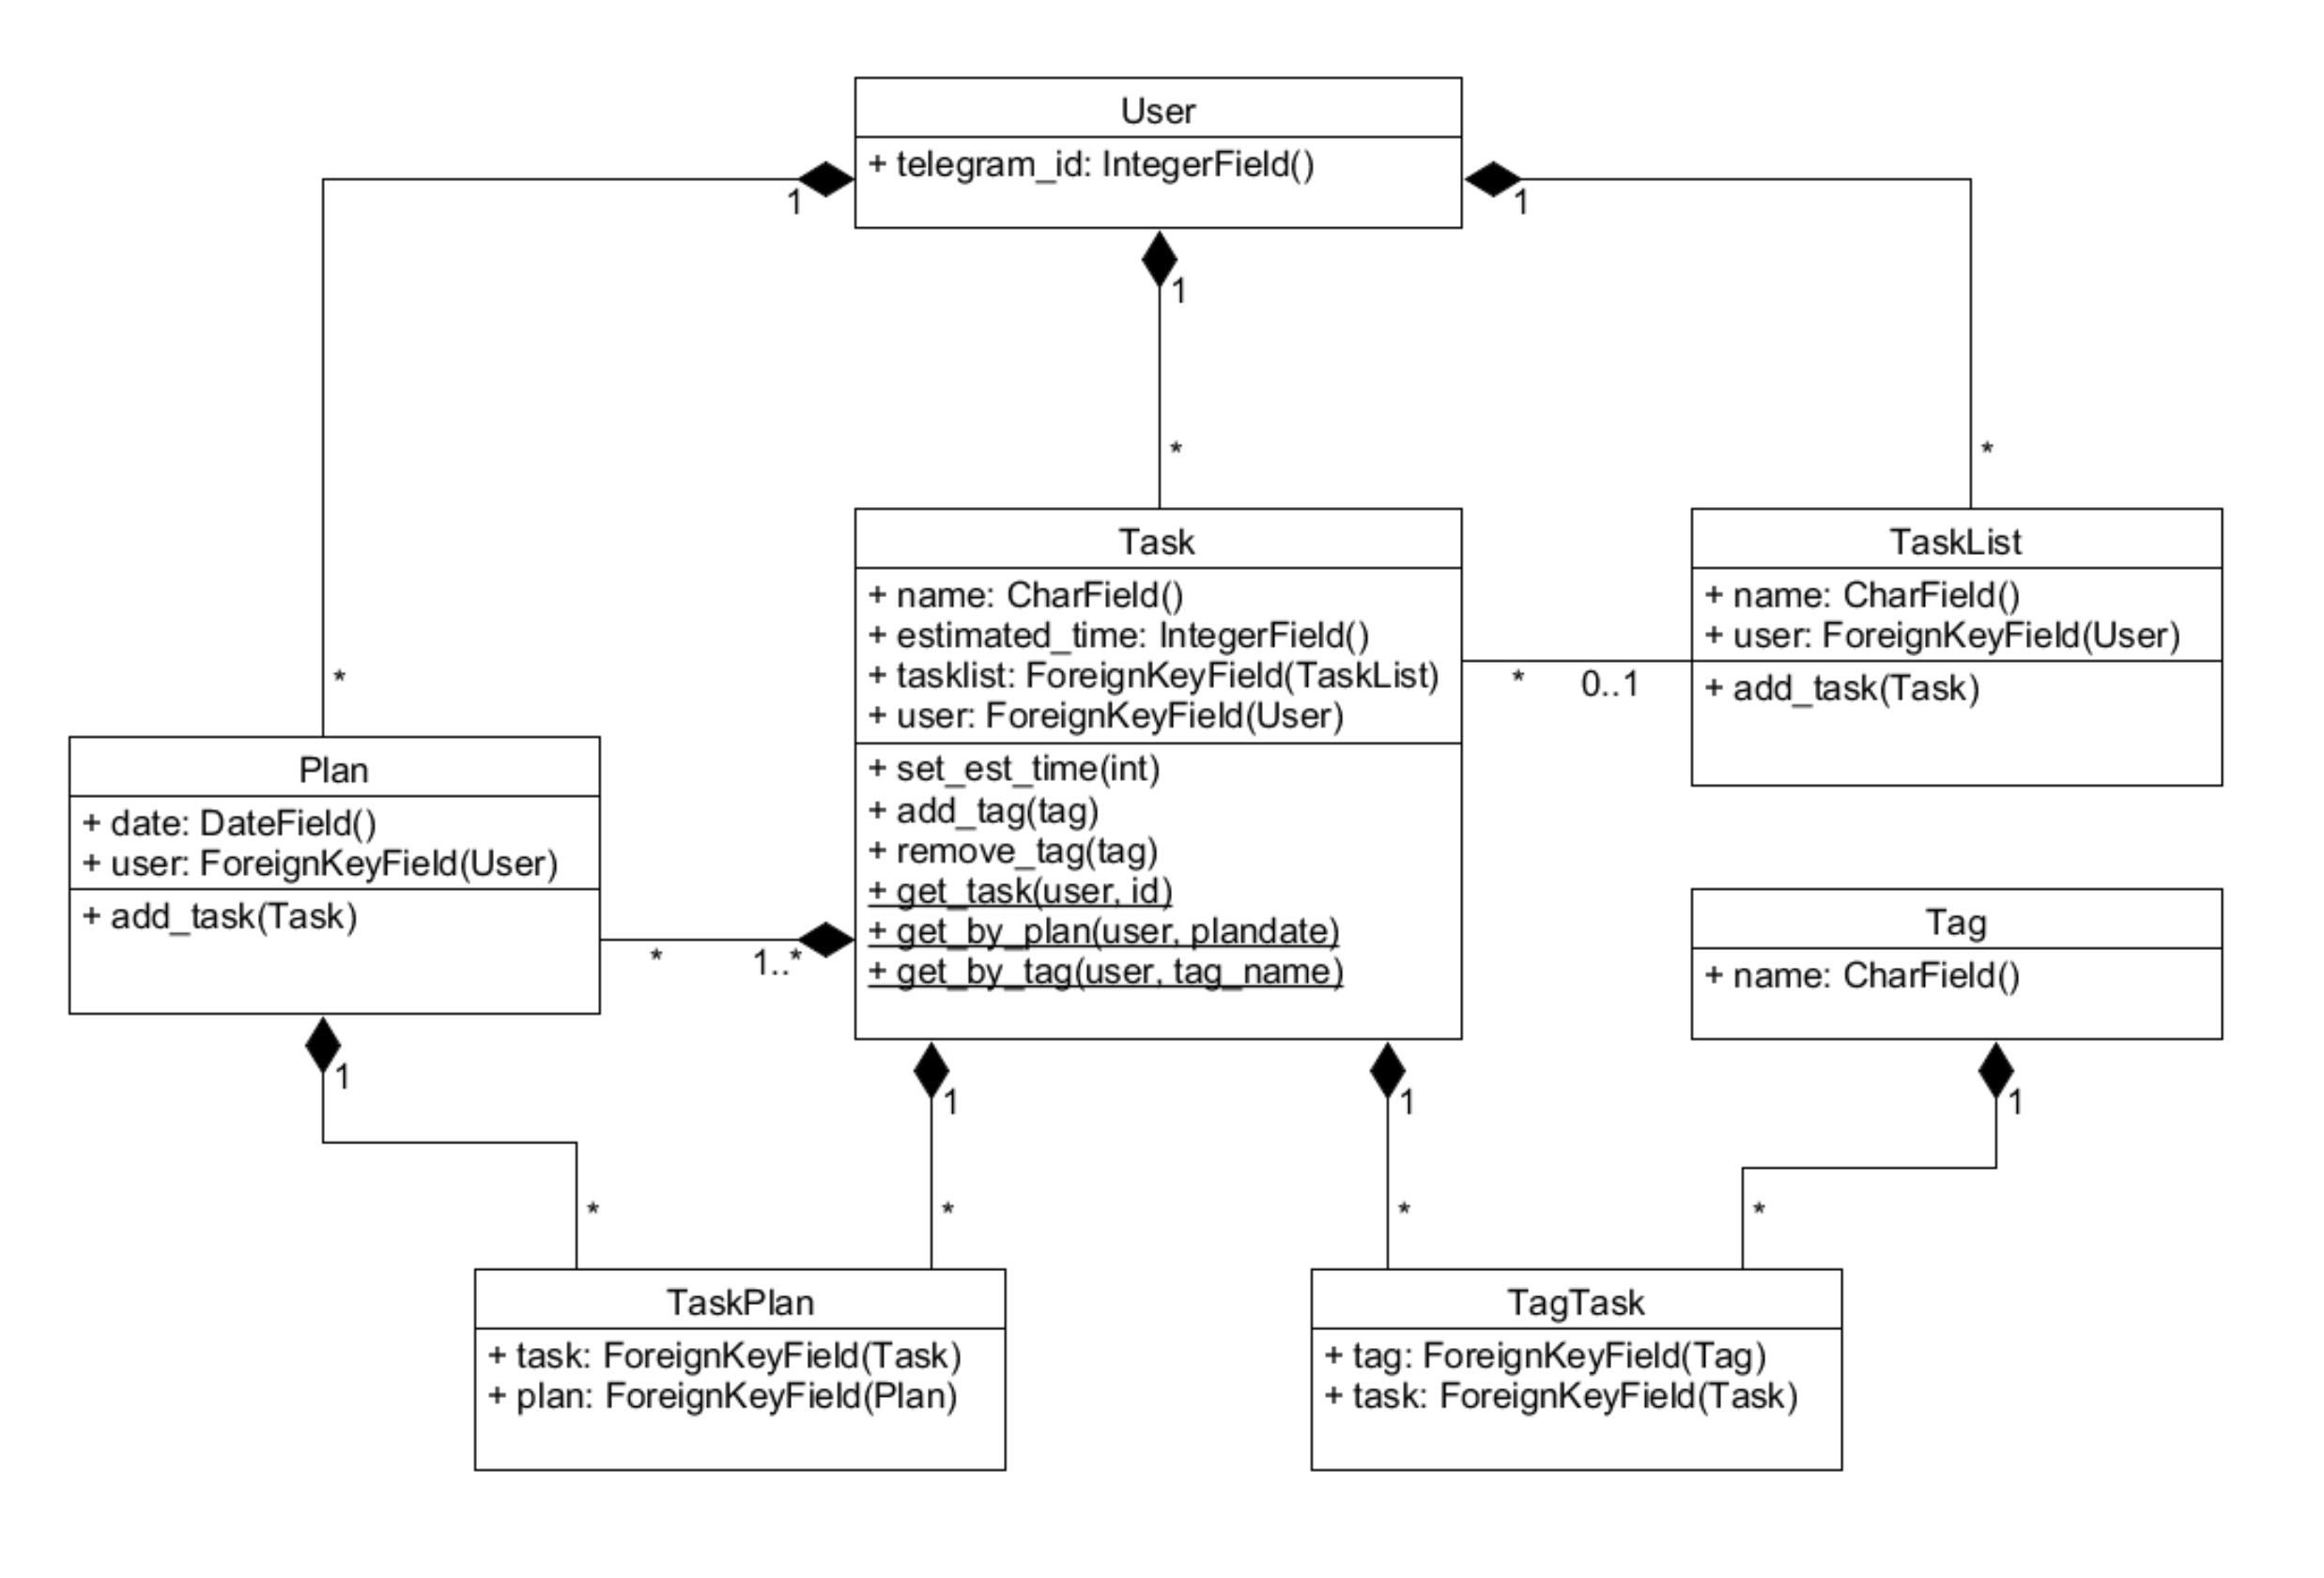 User
+ telegram_id: IntegerField()
1
1
1
*
*
*
Task
+ name: CharField()
+ estimated_time: IntegerField()
+ tasklist: ForeignKeyField(TaskList)
+ user: ForeignKeyField(User)
+ set_est_time(int)
+ add_tag(tag)
+ remove_tag(tag)
+ get_task(user, id)
+ get_by_plan(user, plandate)
+ get_by_tag(user, tag_name)
* 0..1
TaskList
+ name: CharField()
+ user: ForeignKeyField(User)
+ add_task(Task)
Plan
+ date: DateField()
+ user: ForeignKeyField(User)
+ add_task(Task)
* 1..*
Tag
+ name: CharField()
1
1
1
1
*
*
*
*
TaskPlan
+ task: ForeignKeyField(Task)
+ plan: ForeignKeyField(Plan)
TagTask
+ tag: ForeignKeyField(Tag)
+ task: ForeignKeyField(Task)